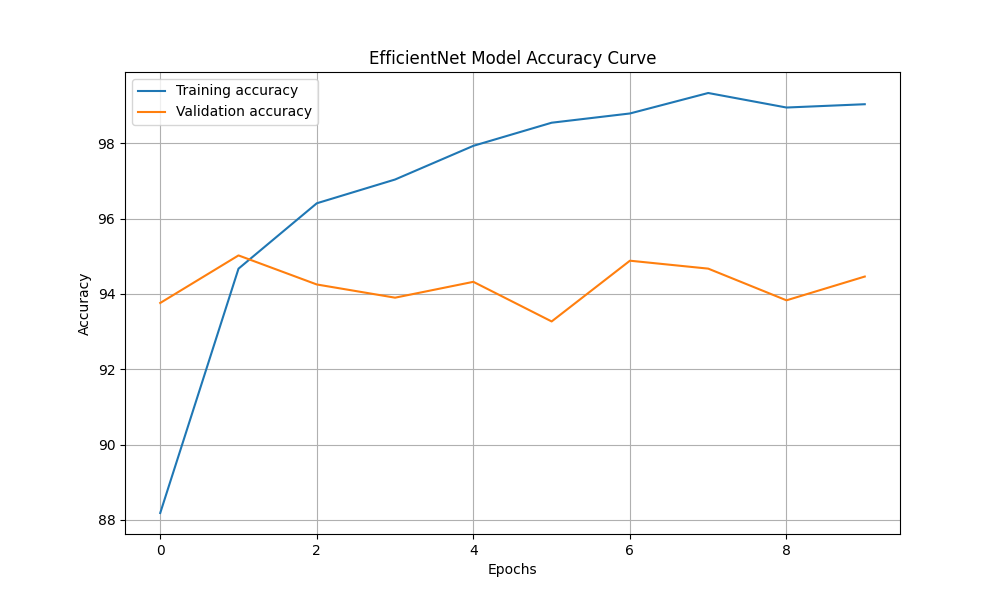 EfficientNet Model Accuracy Curve
Training accuracy
Validation accuracy
98
96
94
92
90
88
Accuracy
0 2 4 6 8
Epochs